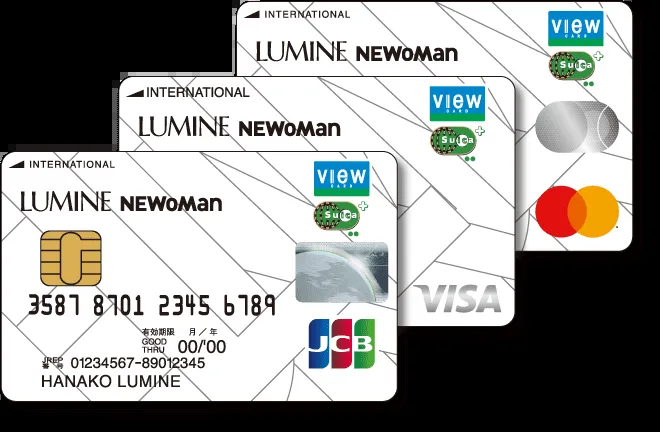 INTERNATIONAL
VIEW
CARD
LUMINE NEWoMan
Suica
INTERNATIONAL
VIEW
CARD
LUMINE NEWoMan
Suica
INTERNATIONAL
VIEW
CARD
LUMINE NEWoMan
Suica
3587 8701 2345 6789
VISA
有効期限 月/年
GOOD THRU 00/'00
JCB
JREP 番号 01234567-89012345
HANAKO LUMINE